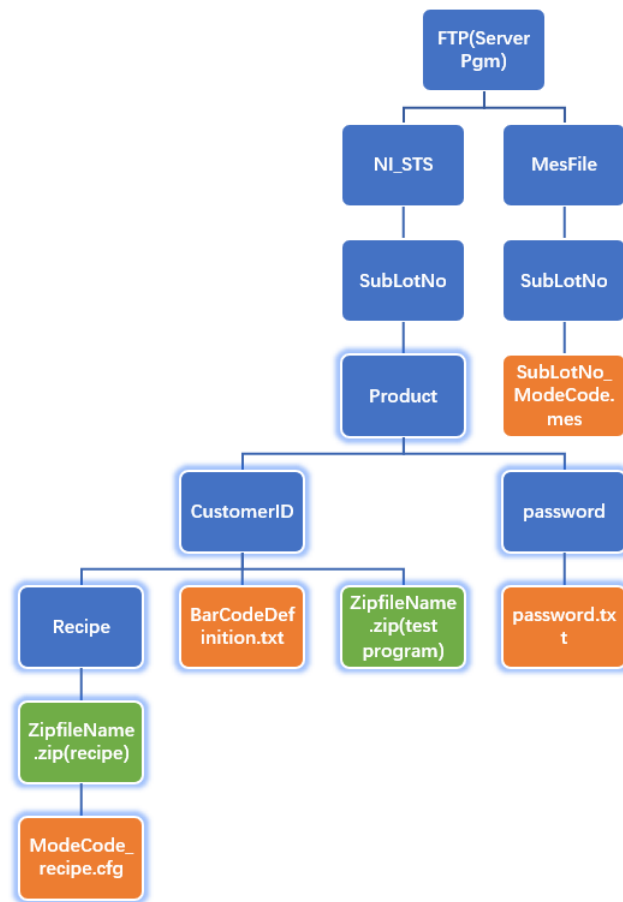 FTP(Server
Pgm)
NI_STS
MesFile
SubLotNo
SubLotNo
Product
SubLotNo_
ModeCode.
mes
CustomerID
password
Recipe
BarCodeDef
inition.txt
ZipfileName
.zip(test
program)
password.tx
t
ZipfileName
.zip(recipe)
ModeCode_
recipe.cfg